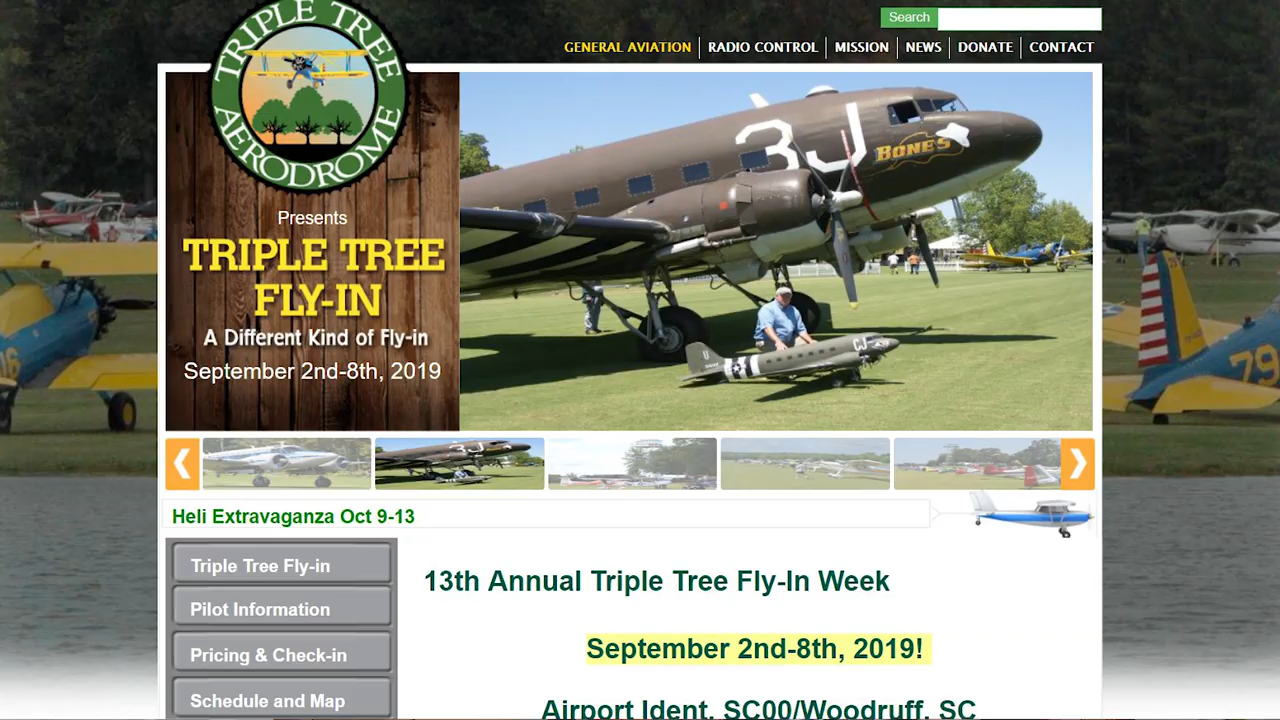 TRIPLE TREE
AERODROME
Search
GENERAL AVIATION
RADIO CONTROL
MISSION
NEWS
DONATE
CONTACT
Presents
TRIPLE TREE
FLY-IN
A Different Kind of Fly-in
September 2nd-8th, 2019
3J
BONES
CJ
79
Heli Extravaganza Oct 9-13
Triple Tree Fly-in
Pilot Information
Pricing & Check-in
Schedule and Map
13th Annual Triple Tree Fly-In Week
September 2nd-8th, 2019!
Airport Ident. SC00/Woodruff, SC